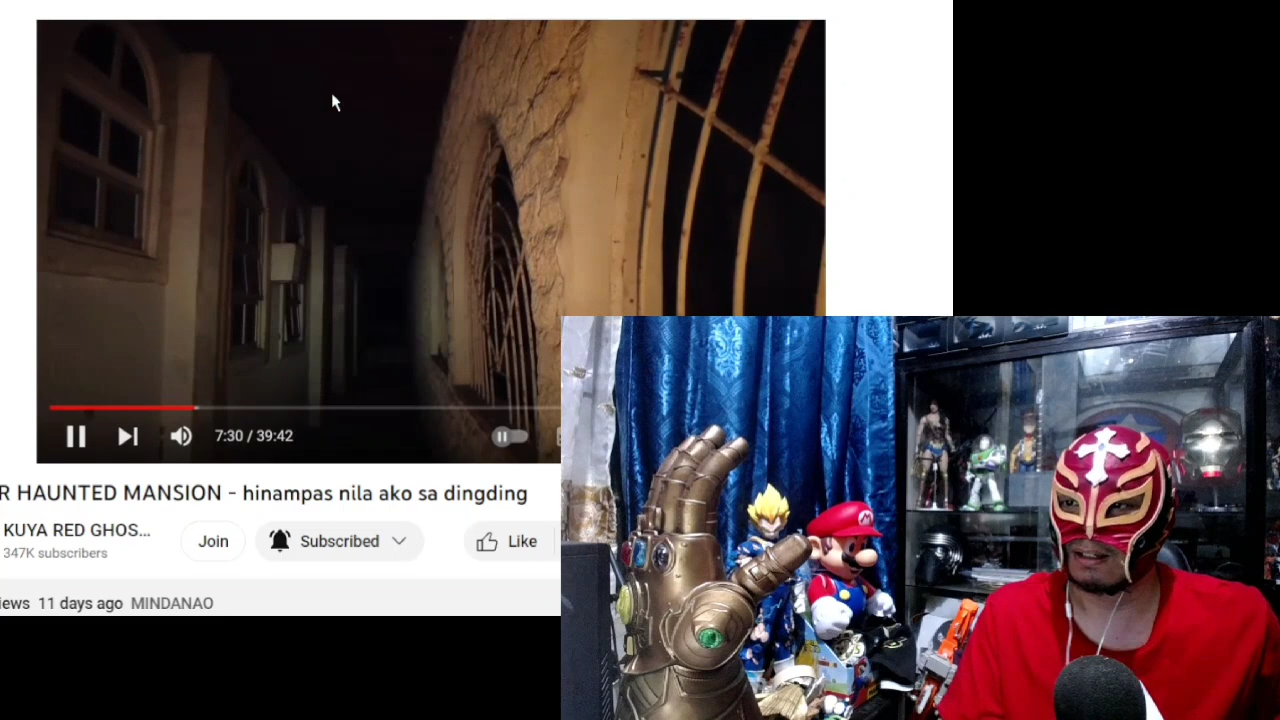 7:30 / 39:42
R HAUNTED MANSION - hinampas nila ako sa dingding
KUYA RED GHOS...
347K subscribers
Join
Subscribed
Like
iews 11 days ago MINDANAO